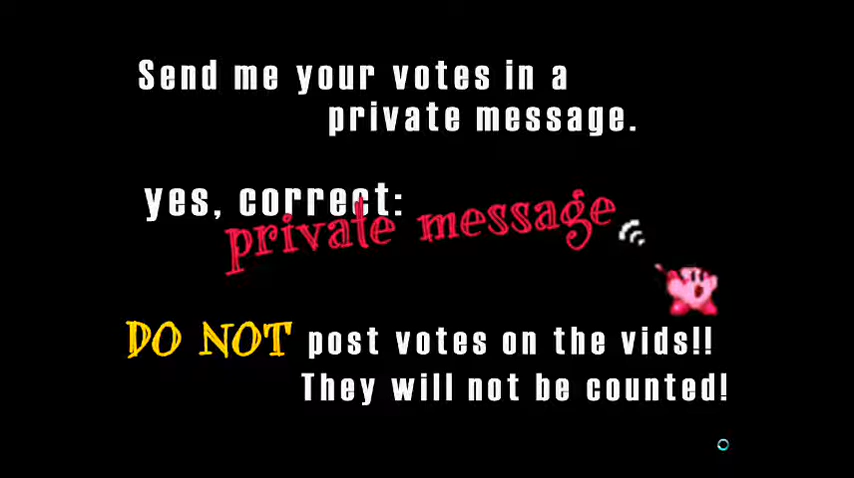 Send me your votes in a
private message.
yes, correct:
private message
DO NOT post votes on the vids!!
They will not be counted!